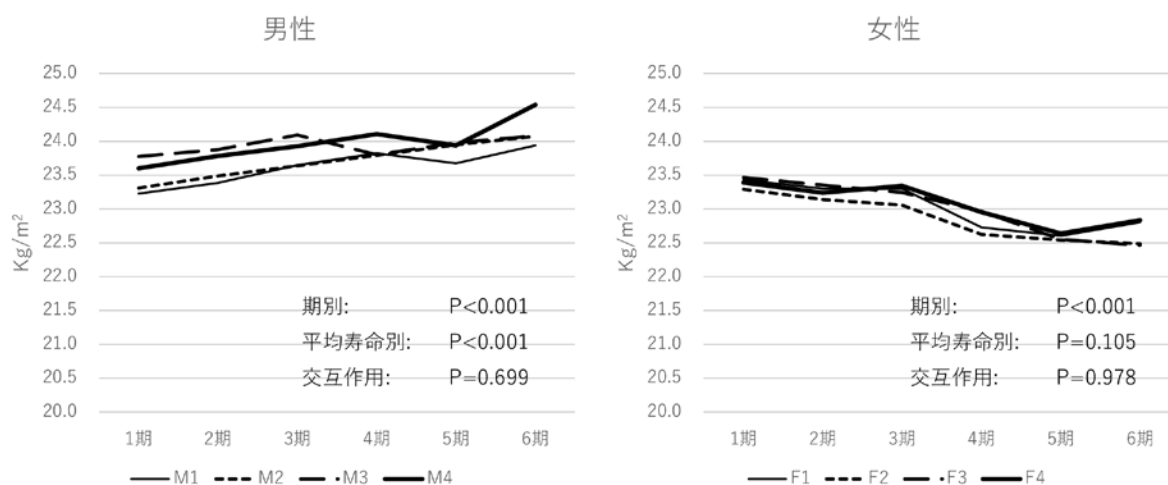 男性
Kg/m²
25.0
24.5
24.0
23.5
23.0
22.5
22.0
21.5
21.0
20.5
20.0
期別: P<0.001
平均寿命別: P<0.001
交互作用: P=0.699
1期 2期 3期 4期 5期 6期
M1 M2 M3 M4
女性
Kg/m²
25.0
24.5
24.0
23.5
23.0
22.5
22.0
21.5
21.0
20.5
20.0
期別: P<0.001
平均寿命別: P=0.105
交互作用: P=0.978
1期 2期 3期 4期 5期 6期
F1 F2 F3 F4